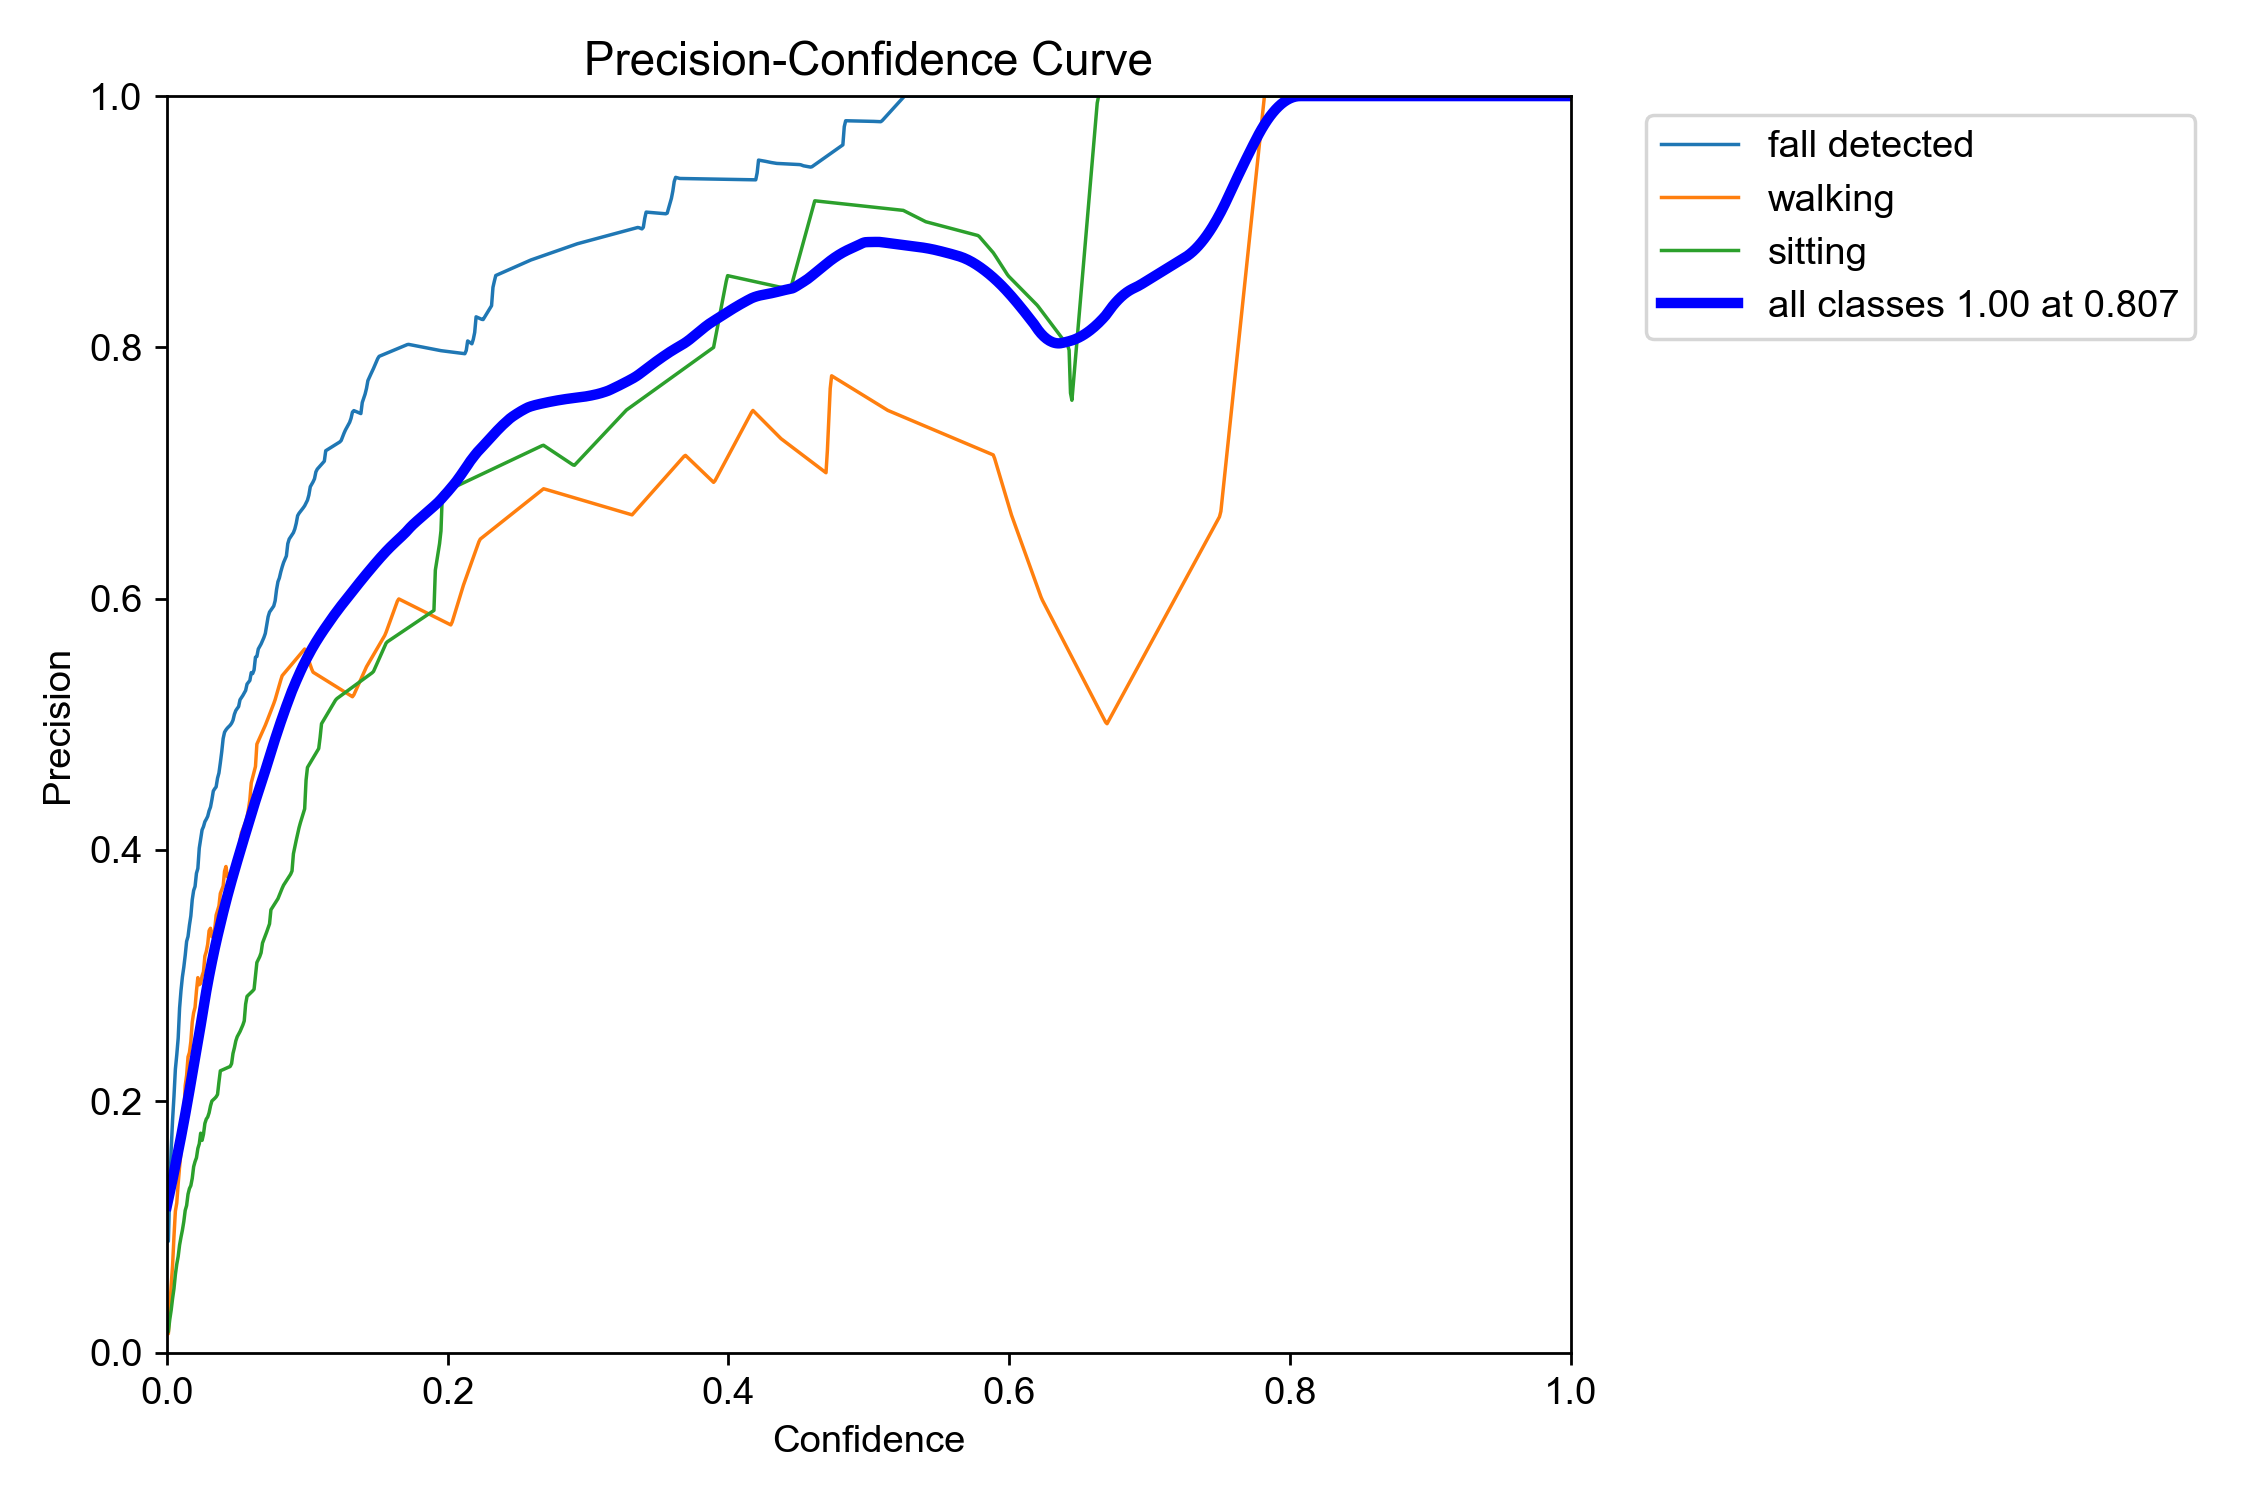 Precision-Confidence Curve
1.0
0.8
0.6
0.4
0.2
0.0
Precision
0.0 0.2 0.4 0.6 0.8 1.0
Confidence
fall detected
walking
sitting
all classes 1.00 at 0.807